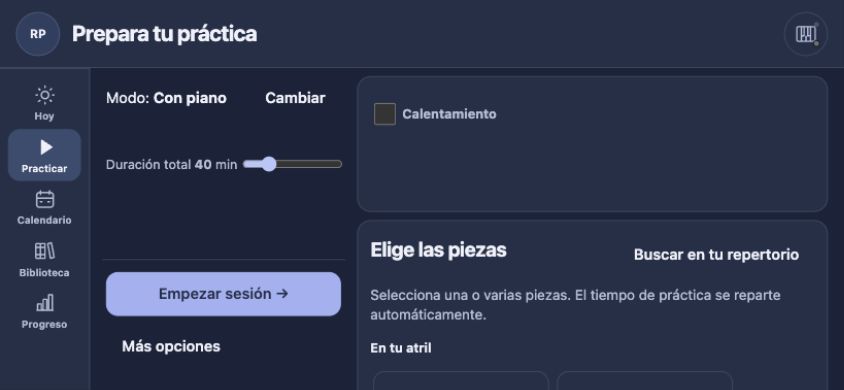 RP
Prepara tu práctica
Hoy
Practicar
Calendario
Biblioteca
Progreso
Modo: Con piano
Cambiar
Duración total 40 min
Empezar sesión →
Más opciones
Calentamiento
Elige las piezas
Buscar en tu repertorio
Selecciona una o varias piezas. El tiempo de práctica se reparte
automáticamente.
En tu atril